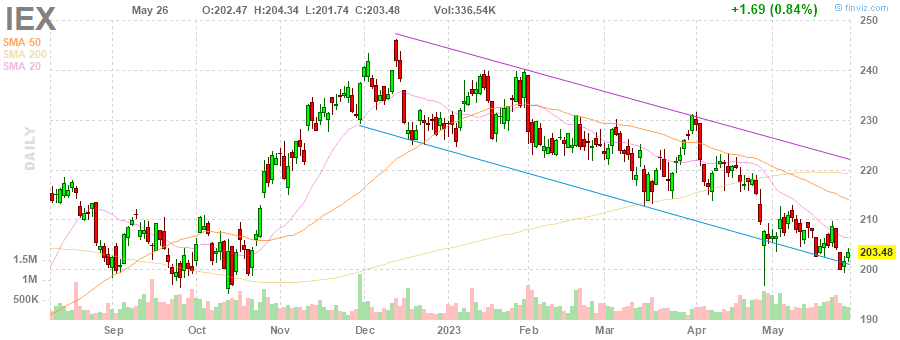 IEX May 26 O:202.47 H:204.34 L:201.74 C:203.48 Vol:336.54K +1.69 (0.84%) © finviz.com
SMA 50
SMA 200
SMA 20
DAILY
250
240
230
220
210
203.48
200
190
1.5M
1M
500K
Sep Oct Nov Dec 2023 Feb Mar Apr May